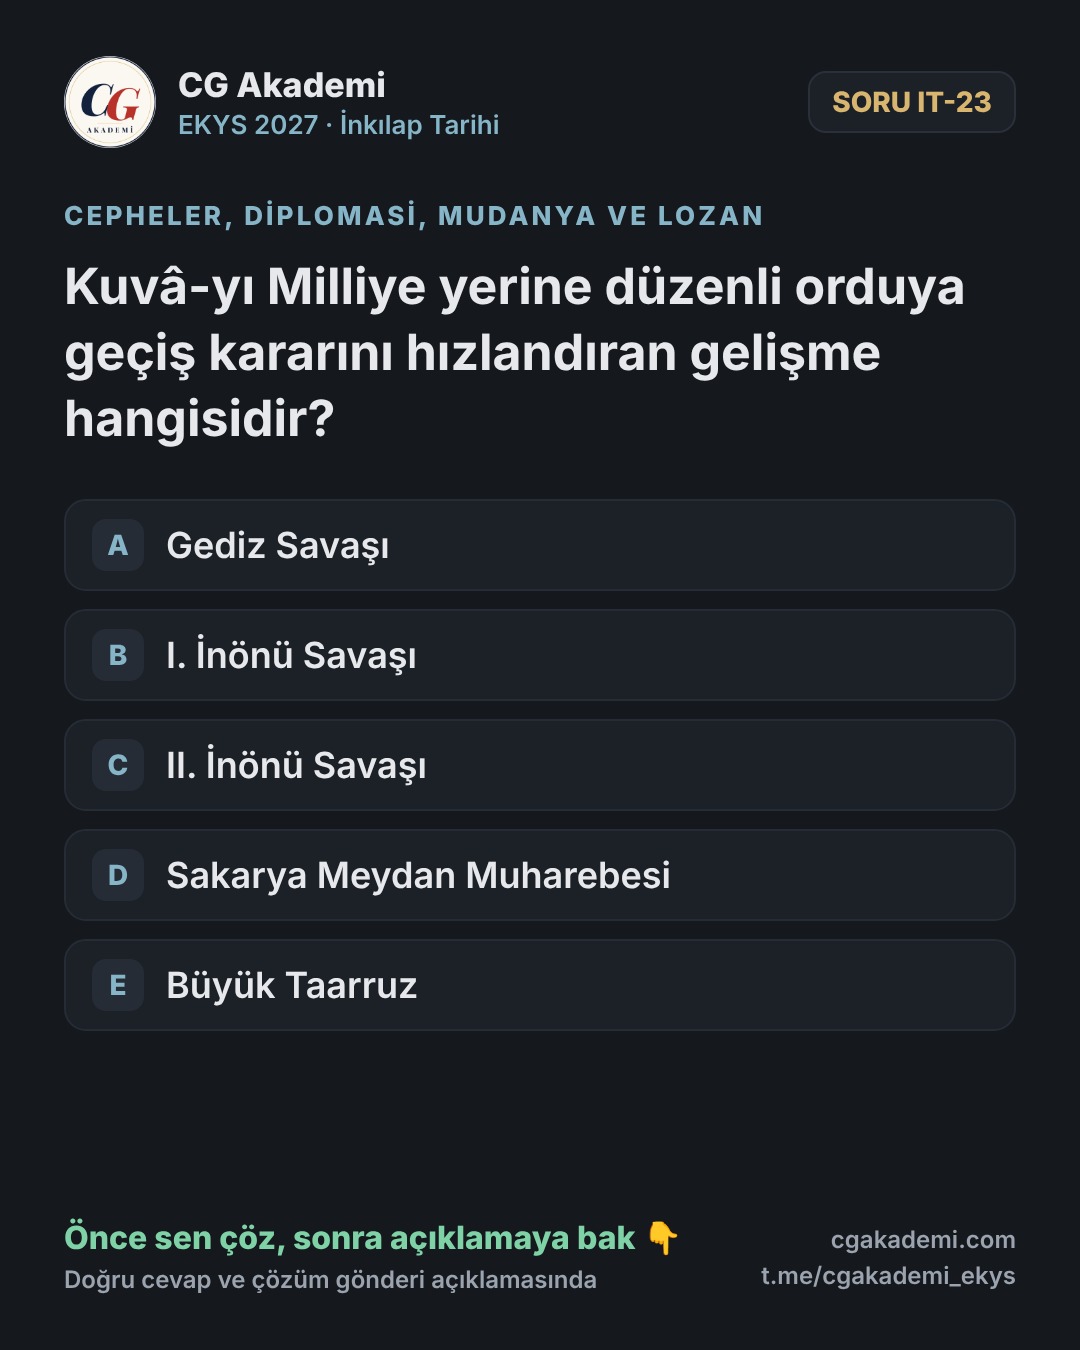 CG
AKADEMİ
CG Akademi
EKYS 2027 · İnkılap Tarihi
SORU IT-23
CEPHELER, DİPLOMASİ, MUDANYA VE LOZAN
Kuvâ-yı Milliye yerine düzenli orduya
geçiş kararını hızlandıran gelişme
hangisidir?
A Gediz Savaşı
B I. İnönü Savaşı
C II. İnönü Savaşı
D Sakarya Meydan Muharebesi
E Büyük Taarruz
Önce sen çöz, sonra açıklamaya bak 👇
Doğru cevap ve çözüm gönderi açıklamasında
cgakademi.com
t.me/cgakademi_ekys